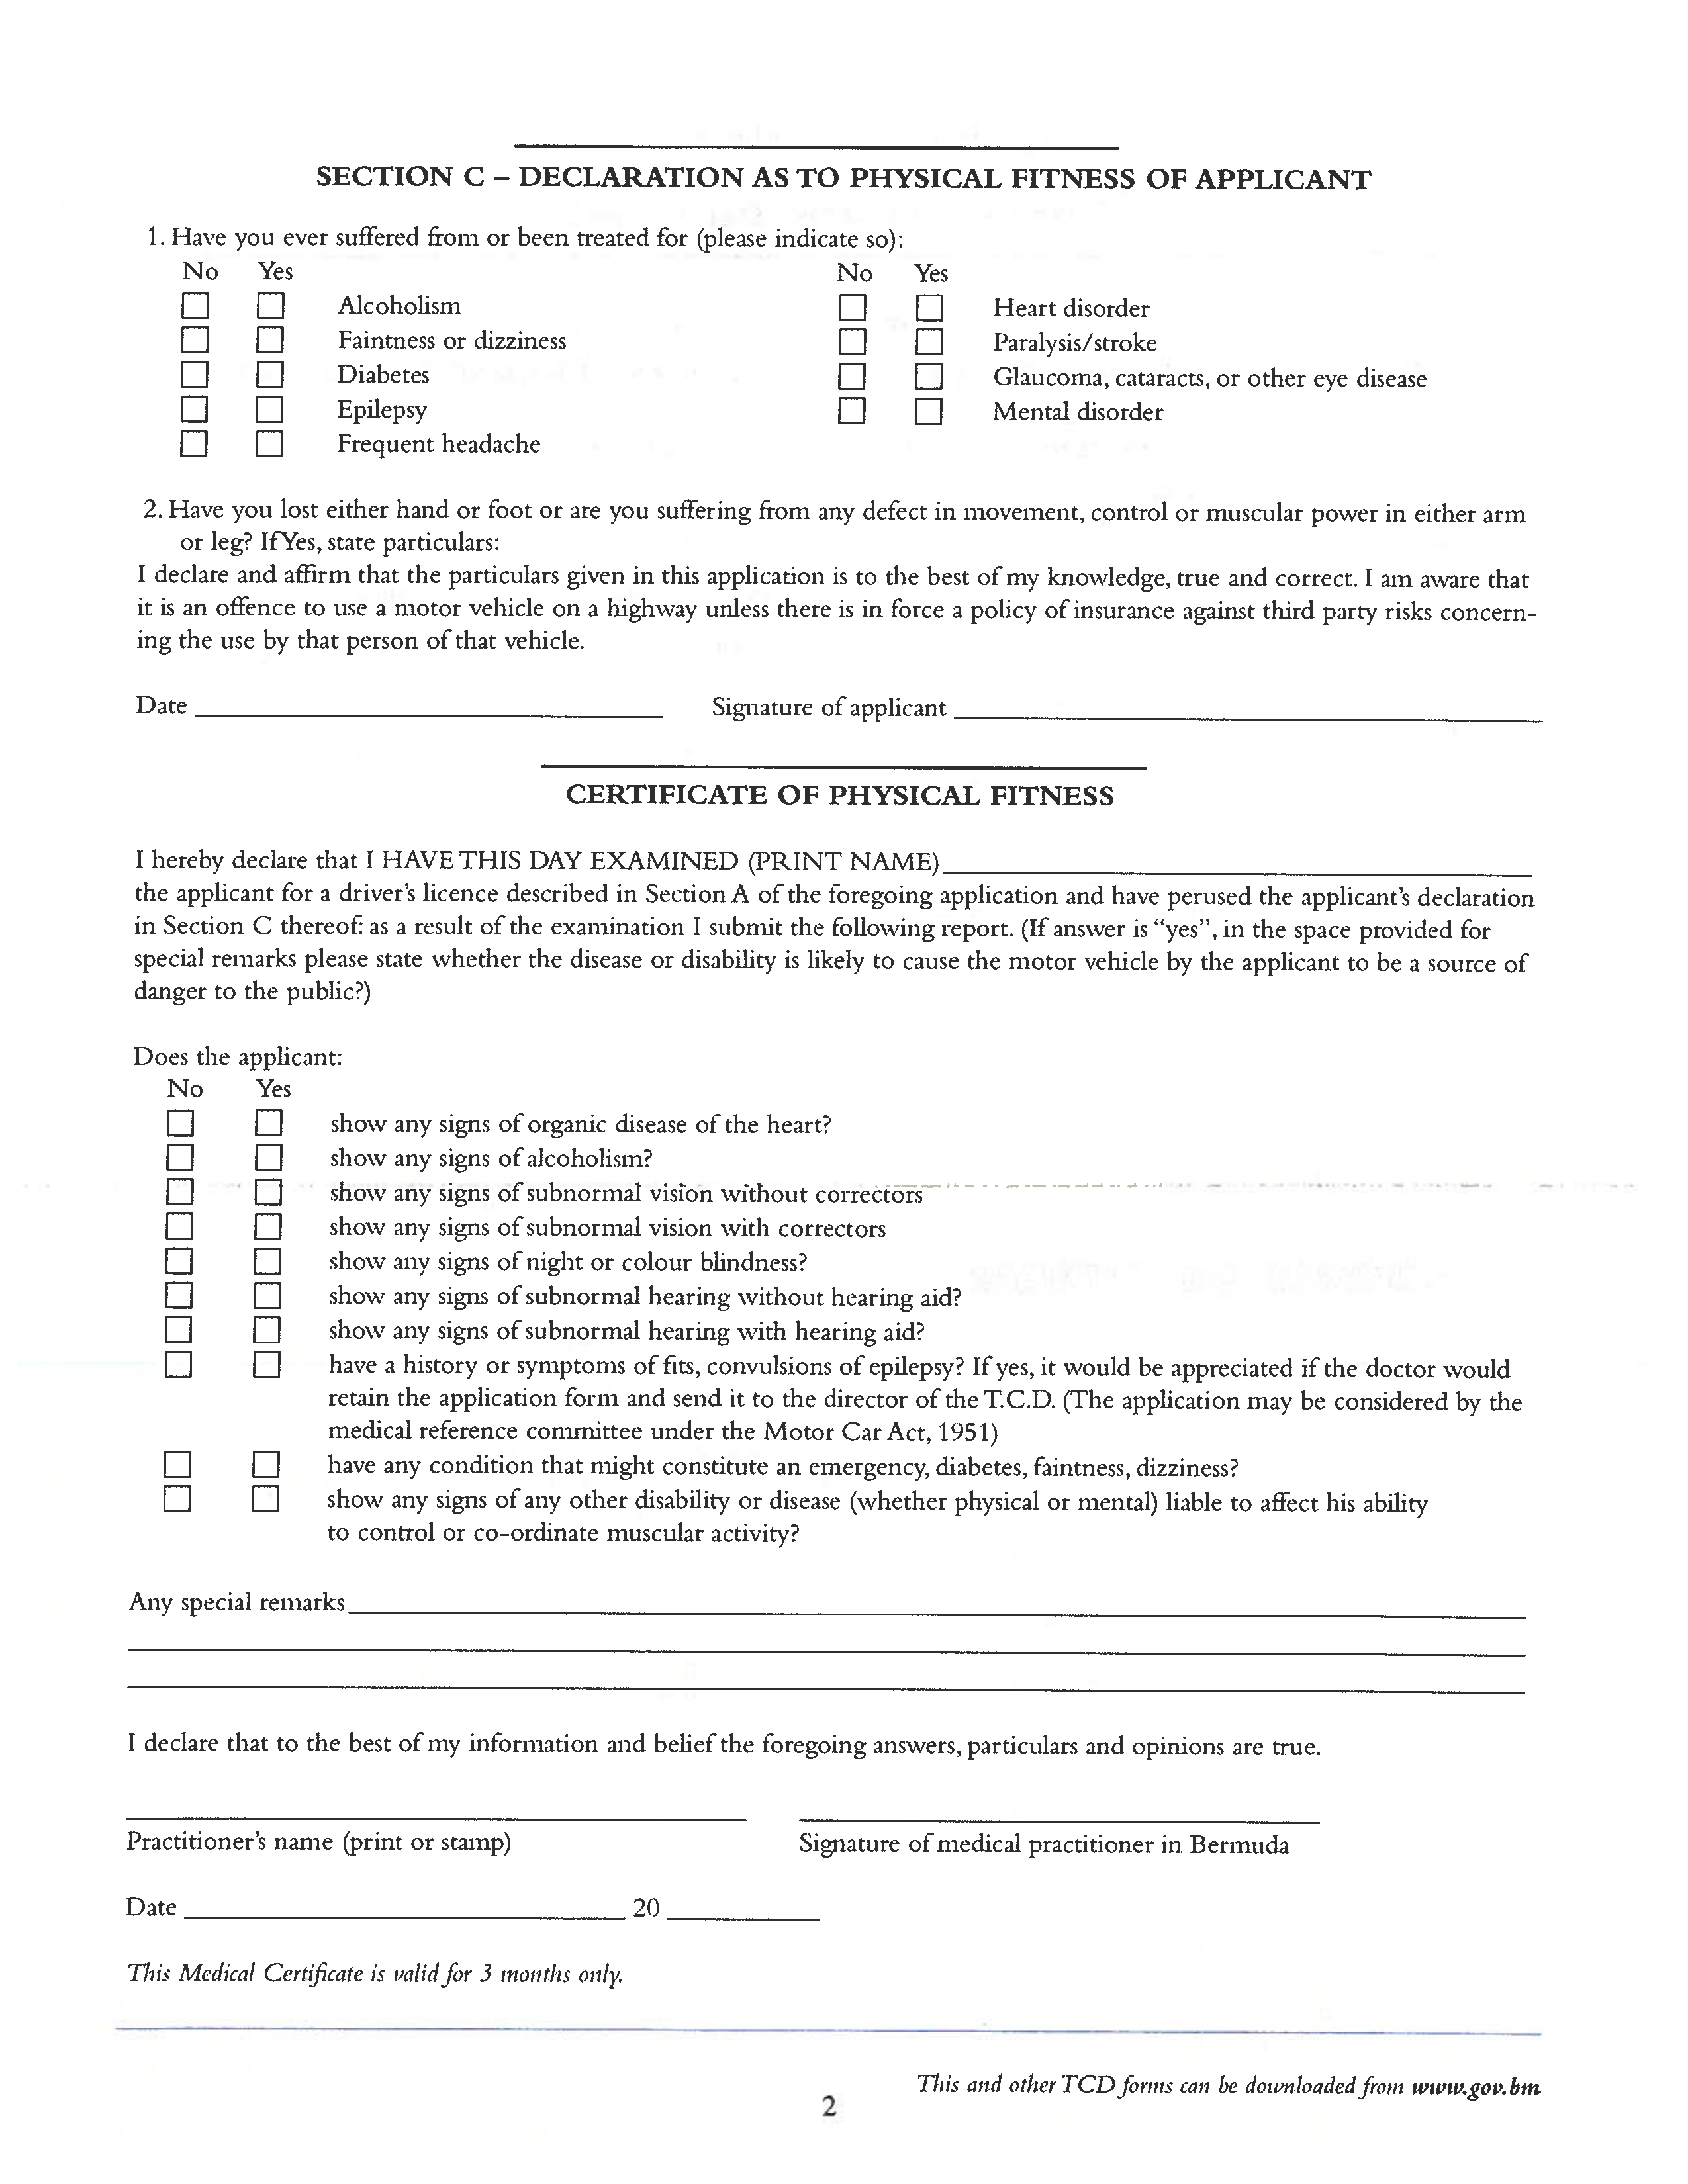 SECTION C – DECLARATION AS TO PHYSICAL FITNESS OF APPLICANT
1. Have you ever suffered from or been treated for (please indicate so):
No Yes
Alcoholism
Faintness or dizziness
Diabetes
Epilepsy
Frequent headache
No Yes
Heart disorder
Paralysis/stroke
Glaucoma, cataracts, or other eye disease
Mental disorder
2. Have you lost either hand or foot or are you suffering from any defect in movement, control or muscular power in either arm
or leg? If Yes, state particulars:
I declare and affirm that the particulars given in this application is to the best of my knowledge, true and correct. I am aware that
it is an offence to use a motor vehicle on a highway unless there is in force a policy of insurance against third party risks concern-
ing the use by that person of that vehicle.
Date Signature of applicant
CERTIFICATE OF PHYSICAL FITNESS
I hereby declare that I HAVE THIS DAY EXAMINED (PRINT NAME)
the applicant for a driver's licence described in Section A of the foregoing application and have perused the applicant's declaration
in Section C thereof: as a result of the examination I submit the following report. (If answer is “yes”, in the space provided for
special remarks please state whether the disease or disability is likely to cause the motor vehicle by the applicant to be a source of
danger to the public?)
Does the applicant:
No Yes
show any signs of organic disease of the heart?
show any signs of alcoholism?
show any signs of subnormal vision without correctors
show any signs of subnormal vision with correctors
show any signs of night or colour blindness?
show any signs of subnormal hearing without hearing aid?
show any signs of subnormal hearing with hearing aid?
have a history or symptoms of fits, convulsions of epilepsy? If yes, it would be appreciated if the doctor would
retain the application form and send it to the director of the T.C.D. (The application may be considered by the
medical reference committee under the Motor Car Act, 1951)
have any condition that might constitute an emergency, diabetes, faintness, dizziness?
show any signs of any other disability or disease (whether physical or mental) liable to affect his ability
to control or co-ordinate muscular activity?
Any special remarks
I declare that to the best of my information and belief the foregoing answers, particulars and opinions are true.
Practitioner's name (print or stamp) Signature of medical practitioner in Bermuda
Date 20
This Medical Certificate is valid for 3 months only.
This and other TCD forms can be downloaded from www.gov.bm
2